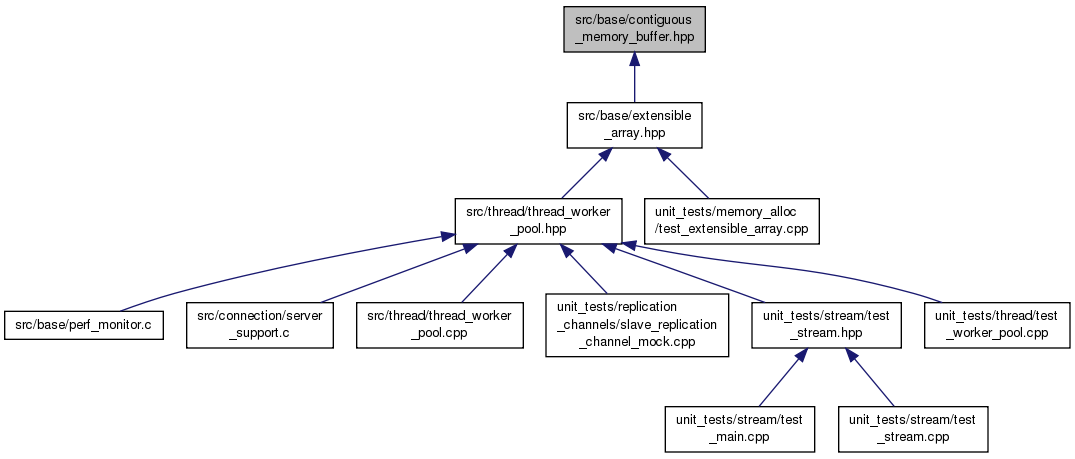 src/base/contiguous
_memory_buffer.hpp
src/base/extensible
_array.hpp
src/thread/thread_worker
_pool.hpp
unit_tests/memory_alloc
/test_extensible_array.cpp
src/base/perf_monitor.c
src/connection/server
_support.c
src/thread/thread_worker
_pool.cpp
unit_tests/replication
_channels/slave_replication
_channel_mock.cpp
unit_tests/stream/test
_stream.hpp
unit_tests/thread/test
_worker_pool.cpp
unit_tests/stream/test
_main.cpp
unit_tests/stream/test
_stream.cpp